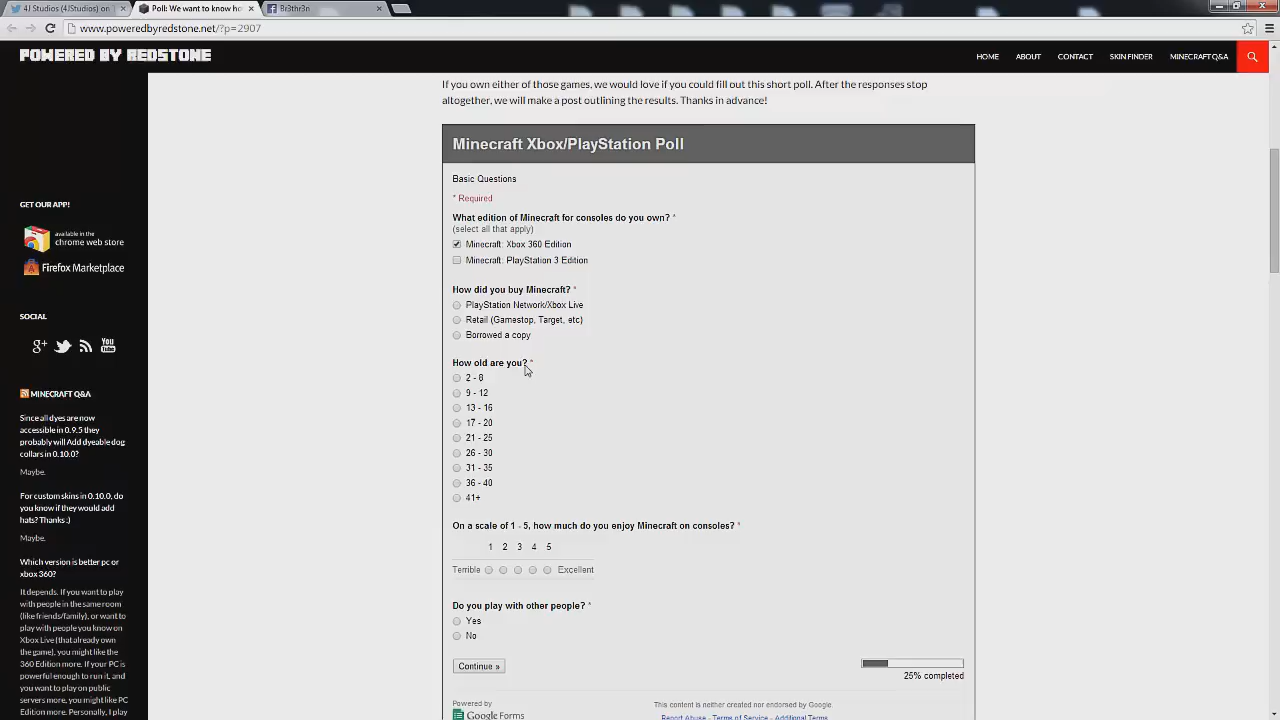 4J Studios (4JStudios) on
Poll: We want to know ho
Br3thr3n
www.poweredbyredstone.net/?p=2907
POWERED BY REDSTONE
HOME
ABOUT
CONTACT
SKIN FINDER
MINECRAFT Q&A
If you own either of those games, we would love if you could fill out this short poll. After the responses stop
altogether, we will make a post outlining the results. Thanks in advance!
GET OUR APP!
available in the
chrome web store
Firefox Marketplace
SOCIAL
g+
You
Tube
MINECRAFT Q&A
Since all dyes are now
accessible in 0.9.5 they
probably will Add dyeable dog
collars in 0.10.0?
Maybe.
For custom skins in 0.10.0, do
you know if they would add
hats? Thanks ;)
Maybe.
Which version is better pc or
xbox 360?
It depends. If you want to play
with people in the same room
(like friends/family), or want to
play with people you know on
Xbox Live (that already own
the game), you might like the
360 Edition more. If your PC is
powerful enough to run it, and
you want to play on public
servers more, you might like PC
Edition more. Personally, I play
Minecraft Xbox/PlayStation Poll
Basic Questions
* Required
What edition of Minecraft for consoles do you own? *
(select all that apply)
Minecraft: Xbox 360 Edition
Minecraft: PlayStation 3 Edition
How did you buy Minecraft? *
PlayStation Network/Xbox Live
Retail (Gamestop, Target, etc)
Borrowed a copy
How old are you? *
2 - 8
9 - 12
13 - 16
17 - 20
21 - 25
26 - 30
31 - 35
36 - 40
41+
On a scale of 1 - 5, how much do you enjoy Minecraft on consoles? *
1 2 3 4 5
Terrible Excellent
Do you play with other people? *
Yes
No
Continue »
25% completed
Powered by
Google Forms
This content is neither created nor endorsed by Google.
Report Abuse - Terms of Service - Additional Terms